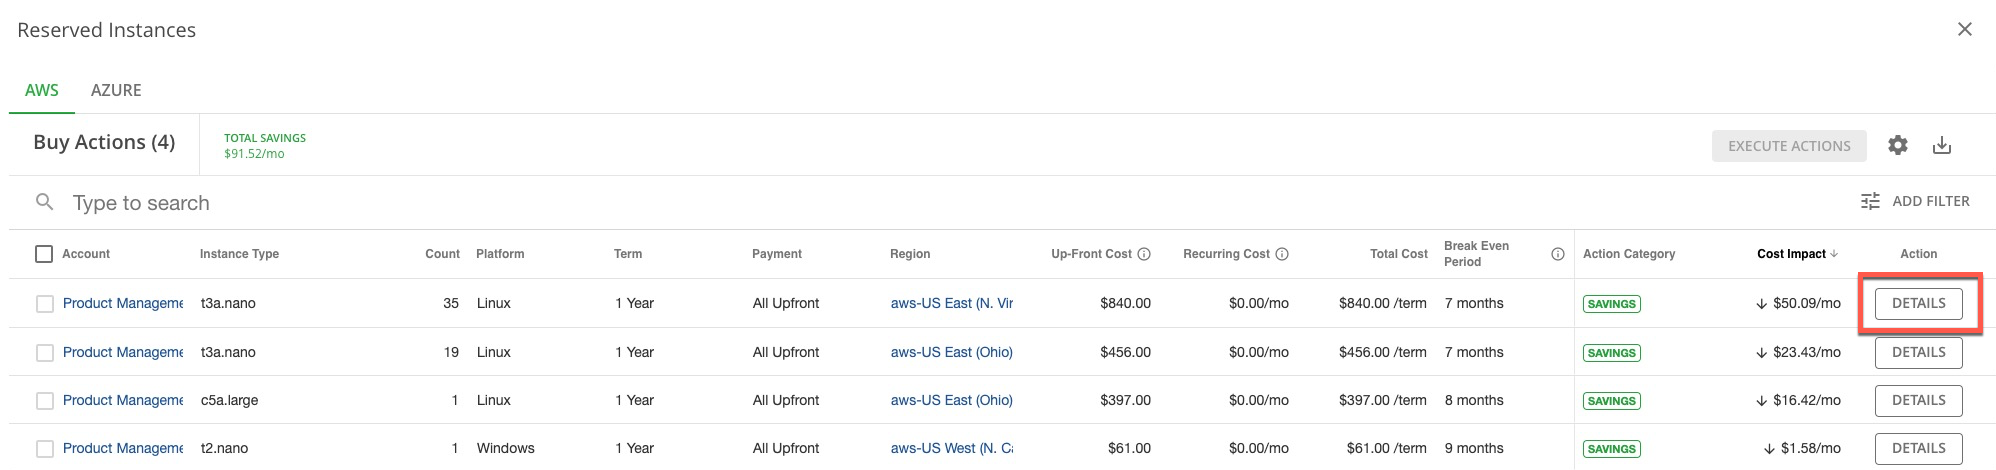 Reserved Instances
AWS AZURE
Buy Actions (4)
TOTAL SAVINGS
$91.52/mo
EXECUTE ACTIONS
Type to search
ADD FILTER
Account Instance Type Count Platform Term Payment Region Up-Front Cost Recurring Cost Total Cost Break Even Period Action Category Cost Impact Action
Product Manageme t3a.nano 35 Linux 1 Year All Upfront aws-US East (N. Vir $840.00 $0.00/mo $840.00 /term 7 months SAVINGS $50.09/mo DETAILS
Product Manageme t3a.nano 19 Linux 1 Year All Upfront aws-US East (Ohio) $456.00 $0.00/mo $456.00 /term 7 months SAVINGS $23.43/mo DETAILS
Product Manageme c5a.large 1 Linux 1 Year All Upfront aws-US East (Ohio) $397.00 $0.00/mo $397.00 /term 8 months SAVINGS $16.42/mo DETAILS
Product Manageme t2.nano 1 Windows 1 Year All Upfront aws-US West (N. Ca $61.00 $0.00/mo $61.00 /term 9 months SAVINGS $1.58/mo DETAILS